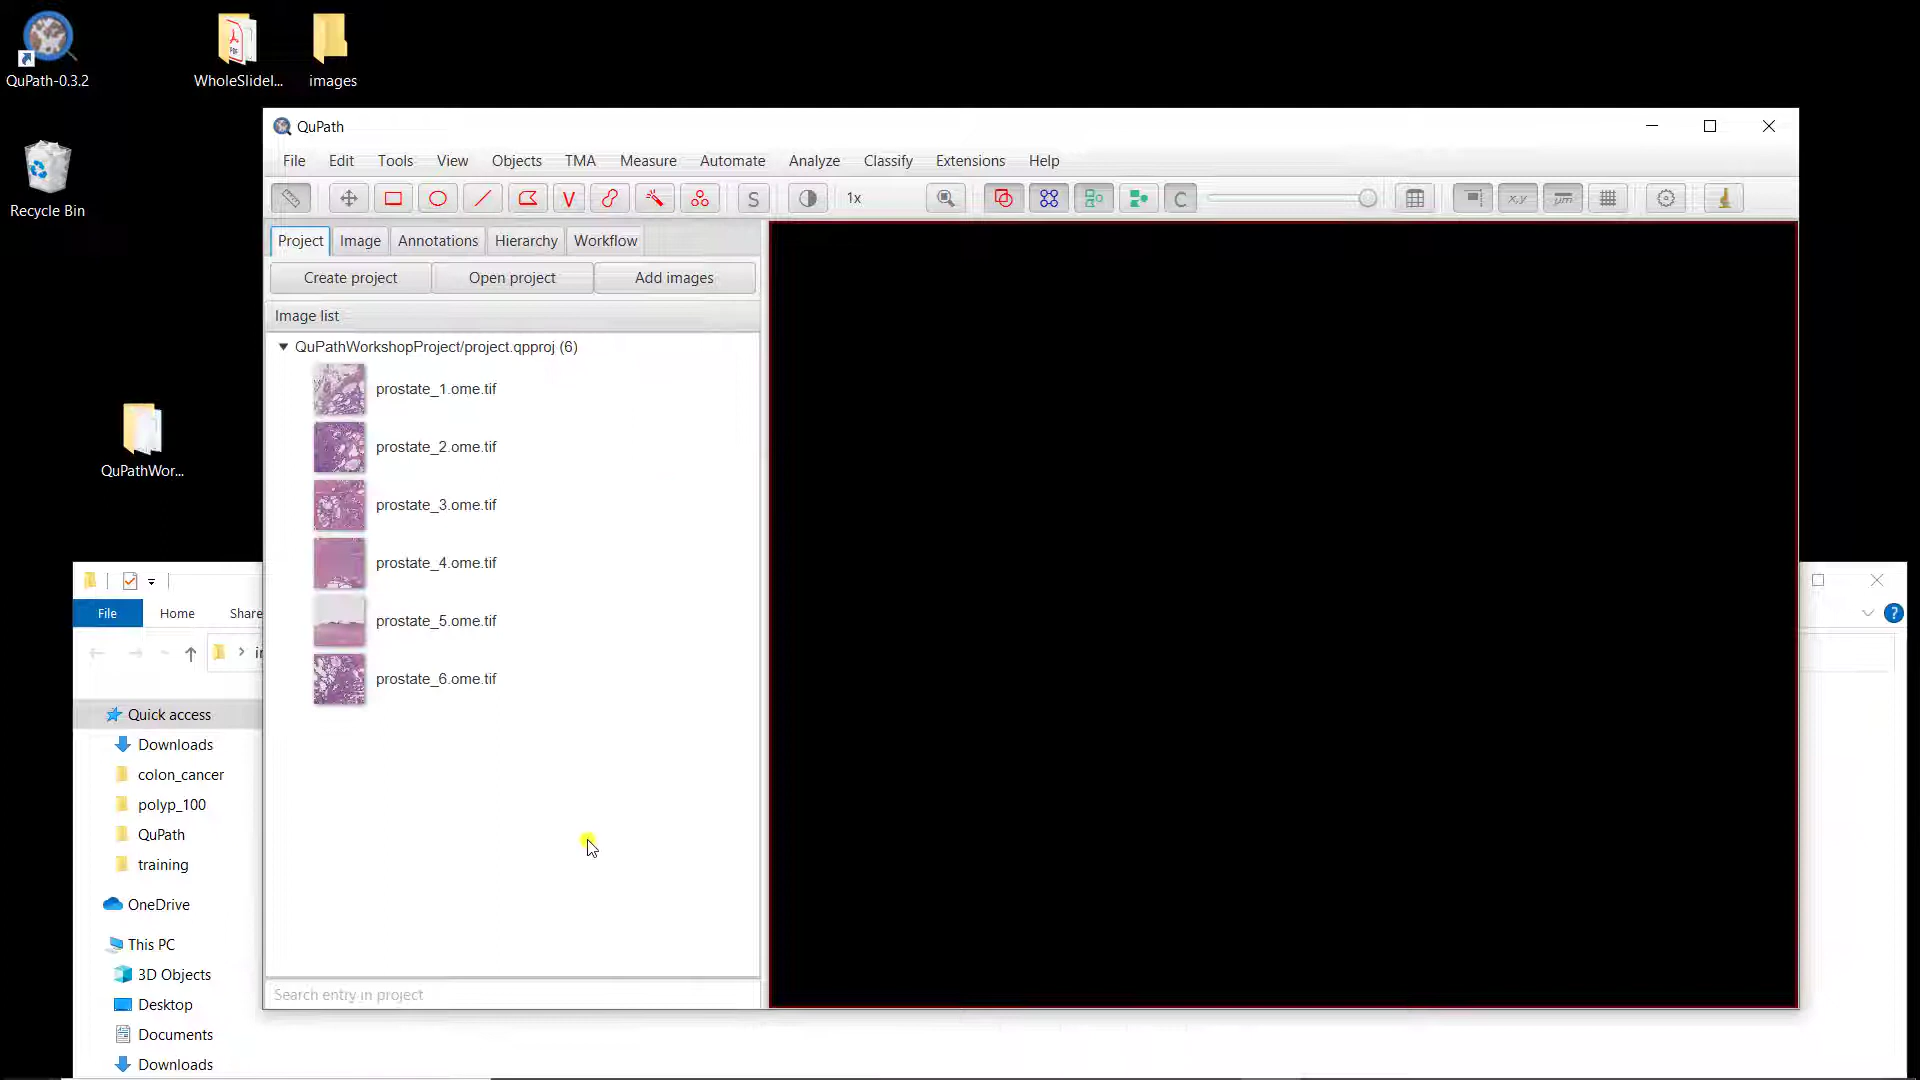 QuPath-0.3.2
WholeSlideI...
images
Recycle Bin
QuPathWor...
QuPath
File Edit Tools View Objects TMA Measure Automate Analyze Classify Extensions Help
V S 1x C x,y μm
Project Image Annotations Hierarchy Workflow
Create project Open project Add images
Image list
QuPathWorkshopProject/project.qpproj (6)
prostate_1.ome.tif
prostate_2.ome.tif
prostate_3.ome.tif
prostate_4.ome.tif
prostate_5.ome.tif
prostate_6.ome.tif
Search entry in project
File Home Share
Quick access
Downloads
colon_cancer
polyp_100
QuPath
training
OneDrive
This PC
3D Objects
Desktop
Documents
Downloads